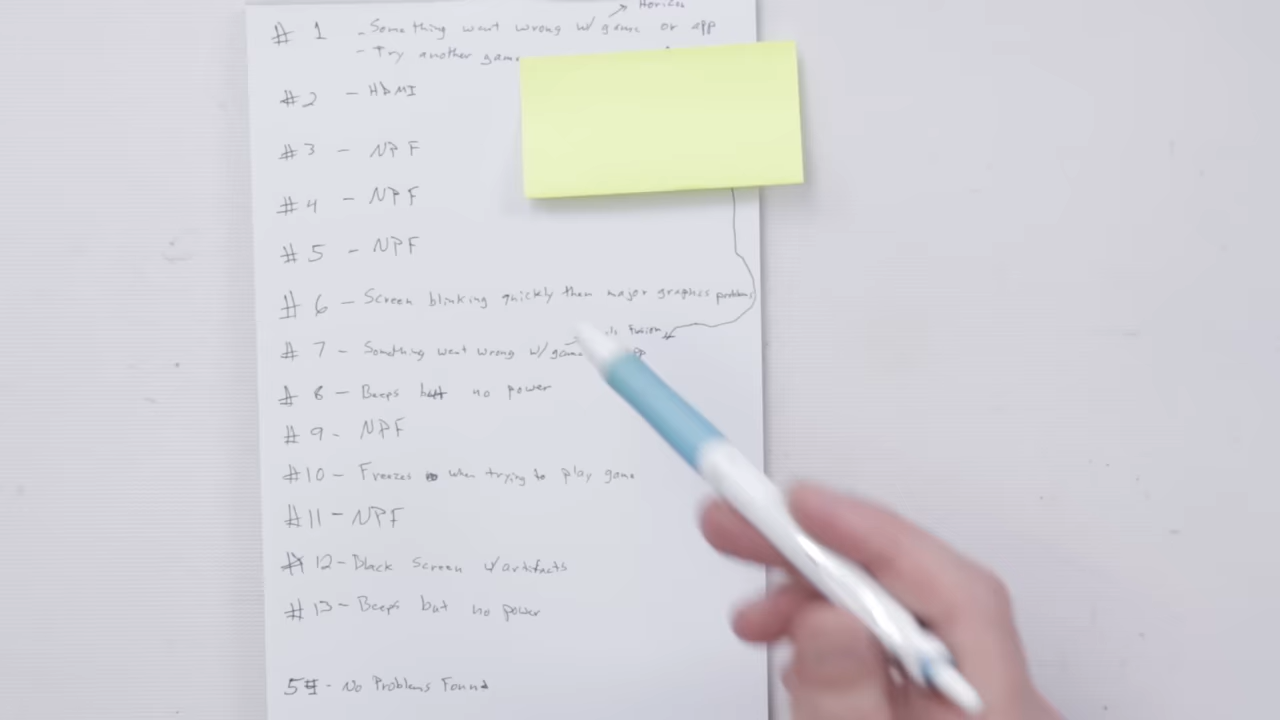 Horizon
#1 - Something went wrong w/ game or app
- Try another game
#2 - HDMI
#3 - NPF
#4 - NPF
#5 - NPF
#6 - Screen blinking quickly then major graphics problems
Fusion
#7 - Something went wrong w/ game
#8 - Beeps but no power
#9 - NPF
#10 - Freezes when trying to play game
#11 - NPF
#12 - Black Screen w/ artifacts
#13 - Beeps but no power
5 - No Problems Found